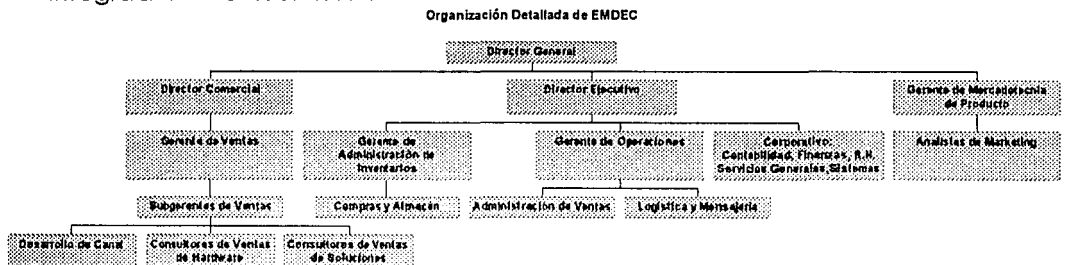 Organización Detallada de EMDEC
Director General
Director Comercial
Director Ejecutivo
Gerente de Mercadotecnia
de Producto
Gerente de Ventas
Gerente de
Administración de
Inventarios
Gerente de Operaciones
Corporativo:
Contabilidad, Finanzas, R.H.
Servicios Generales, Sistemas
Analistas de Marketing
Subgerentes de Ventas
Compras y Almacén
Administración de Ventas
Logística y Mensajería
Desarrollo de Canal
Consultores de Ventas
de Hardware
Consultores de Ventas
de Soluciones